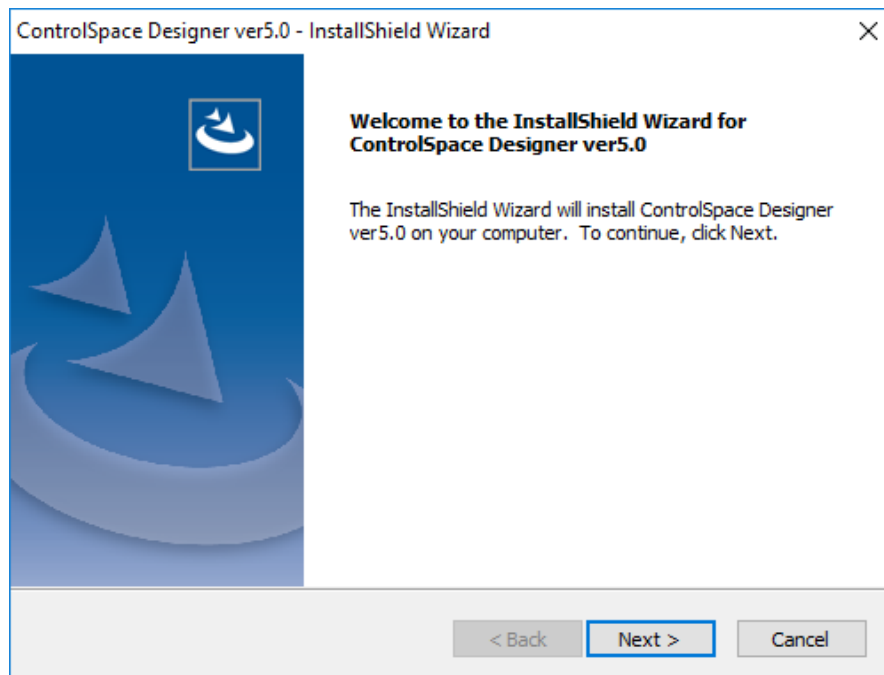 ControlSpace Designer ver5.0 - InstallShield Wizard
Welcome to the InstallShield Wizard for
ControlSpace Designer ver5.0
The InstallShield Wizard will install ControlSpace Designer
ver5.0 on your computer.  To continue, click Next.
< Back
Next >
Cancel